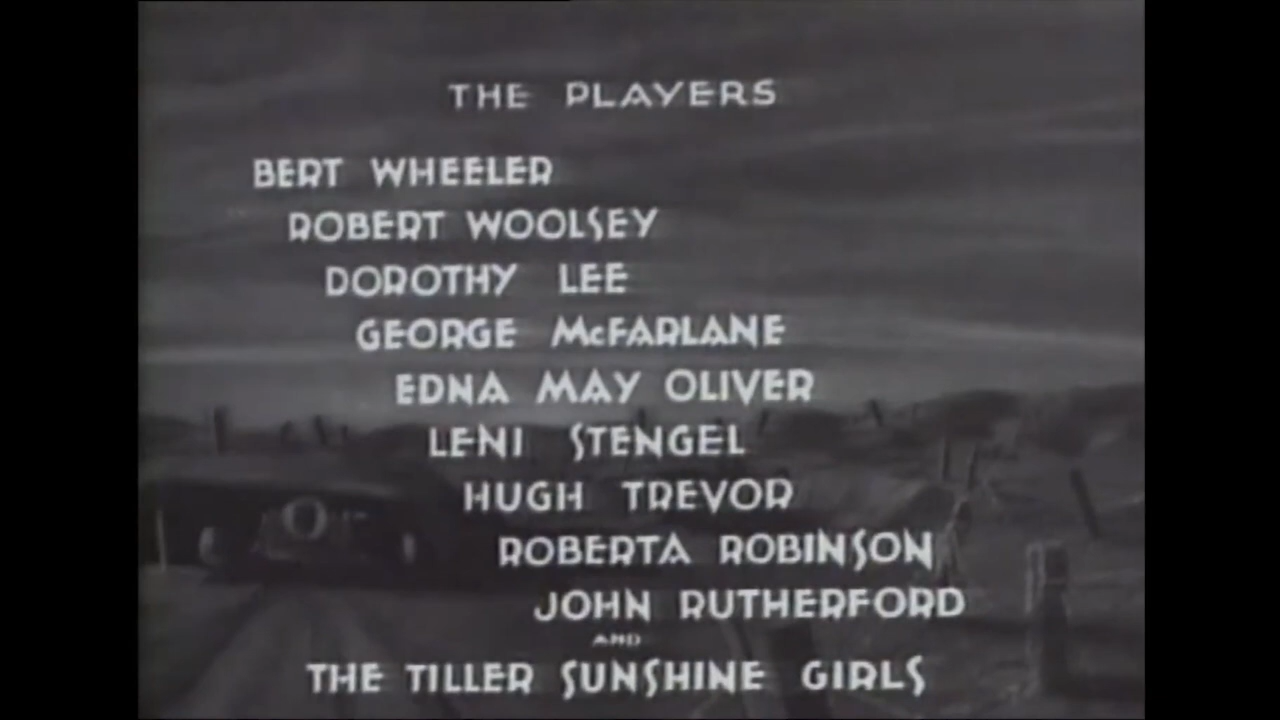 THE PLAYERS
BERT WHEELER
ROBERT WOOLSEY
DOROTHY LEE
GEORGE McFARLANE
EDNA MAY OLIVER
LENI STENGEL
HUGH TREVOR
ROBERTA ROBINSON
JOHN RUTHERFORD
AND
THE TILLER SUNSHINE GIRLS